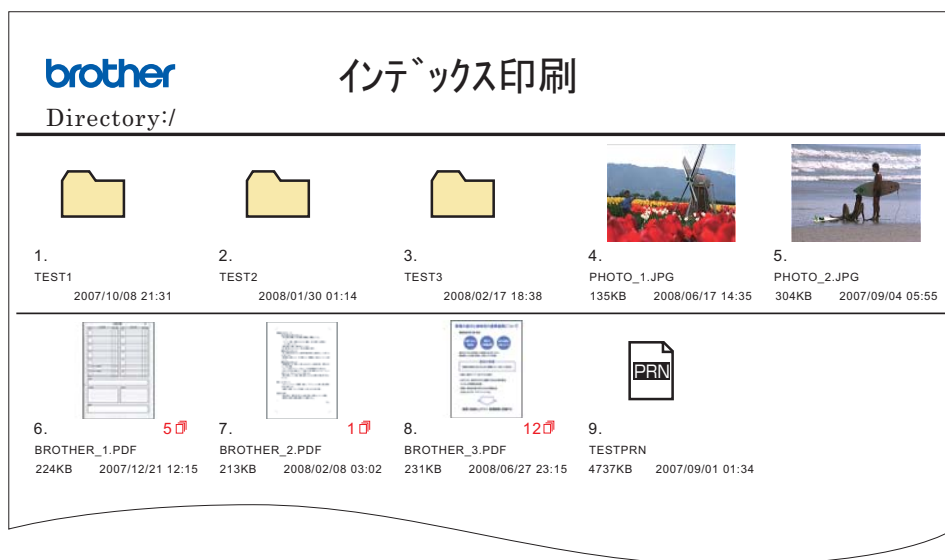 brother
インデックス印刷
Directory:/
1.
TEST1
2007/10/08 21:31
2.
TEST2
2008/01/30 01:14
3.
TEST3
2008/02/17 18:38
4.
PHOTO_1.JPG
135KB 2008/06/17 14:35
5.
PHOTO_2.JPG
304KB 2007/09/04 05:55
6. 5
BROTHER_1.PDF
224KB 2007/12/21 12:15
7. 1
BROTHER_2.PDF
213KB 2008/02/08 03:02
8. 12
BROTHER_3.PDF
231KB 2008/06/27 23:15
PRN
9.
TESTPRN
4737KB 2007/09/01 01:34